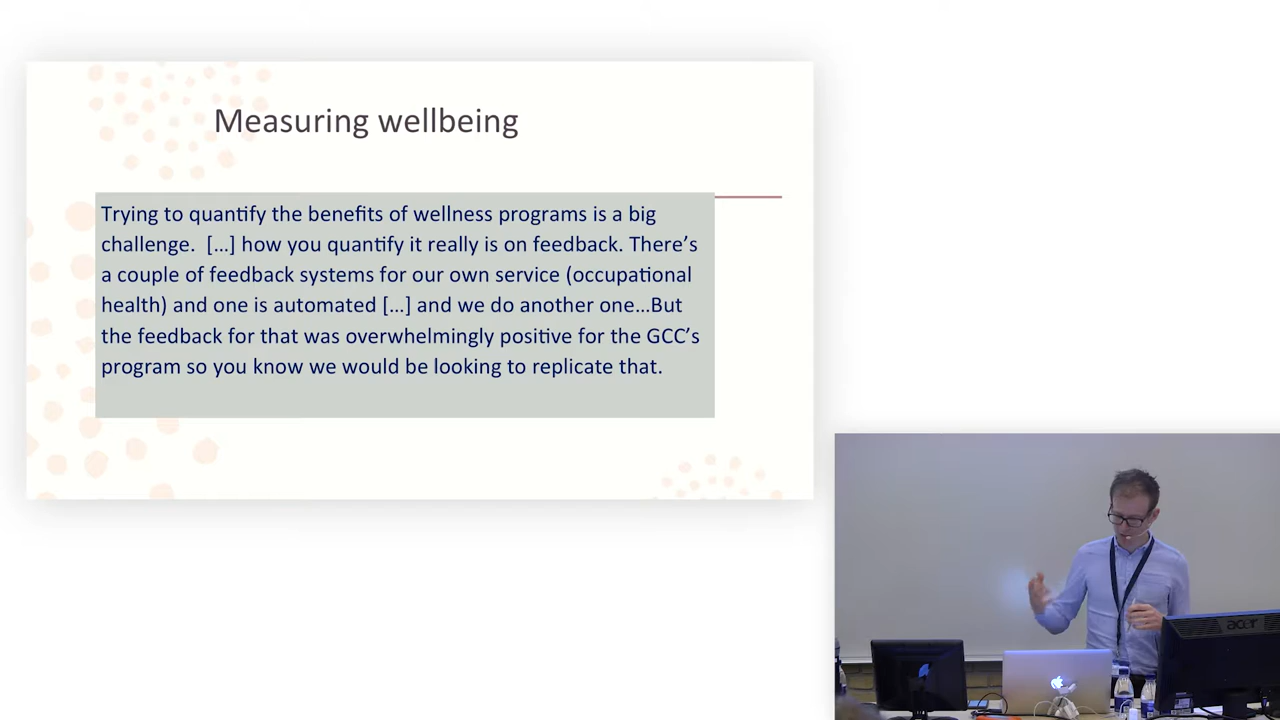 Measuring wellbeing
Trying to quantify the benefits of wellness programs is a big
challenge.  […] how you quantify it really is on feedback. There’s
a couple of feedback systems for our own service (occupational
health) and one is automated […] and we do another one…But
the feedback for that was overwhelmingly positive for the GCC’s
program so you know we would be looking to replicate that.
acer